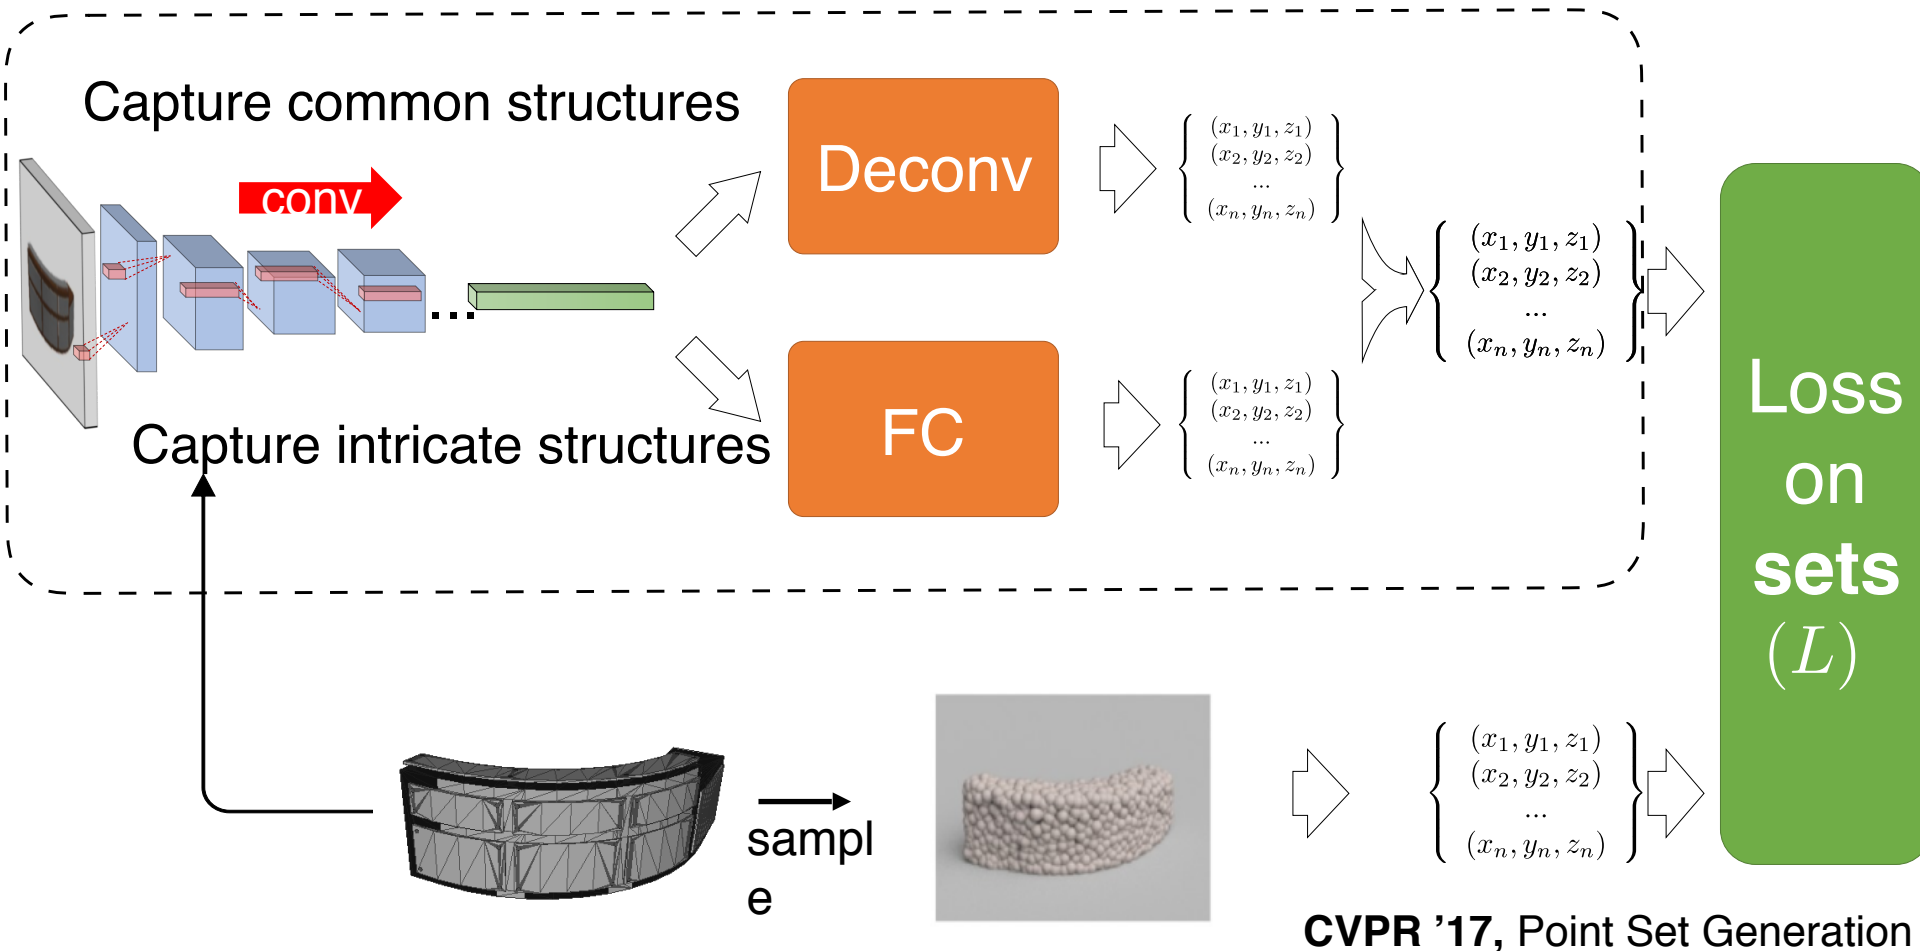 Capture common structures
conv
Deconv
(x₁, y₁, z₁)
(x₂, y₂, z₂)
...
(xₙ, yₙ, zₙ)
(x₁, y₁, z₁)
(x₂, y₂, z₂)
...
(xₙ, yₙ, zₙ)
Capture intricate structures
FC
(x₁, y₁, z₁)
(x₂, y₂, z₂)
...
(xₙ, yₙ, zₙ)
Loss
on
sets
(L)
sampl
e
(x₁, y₁, z₁)
(x₂, y₂, z₂)
...
(xₙ, yₙ, zₙ)
CVPR ’17, Point Set Generation